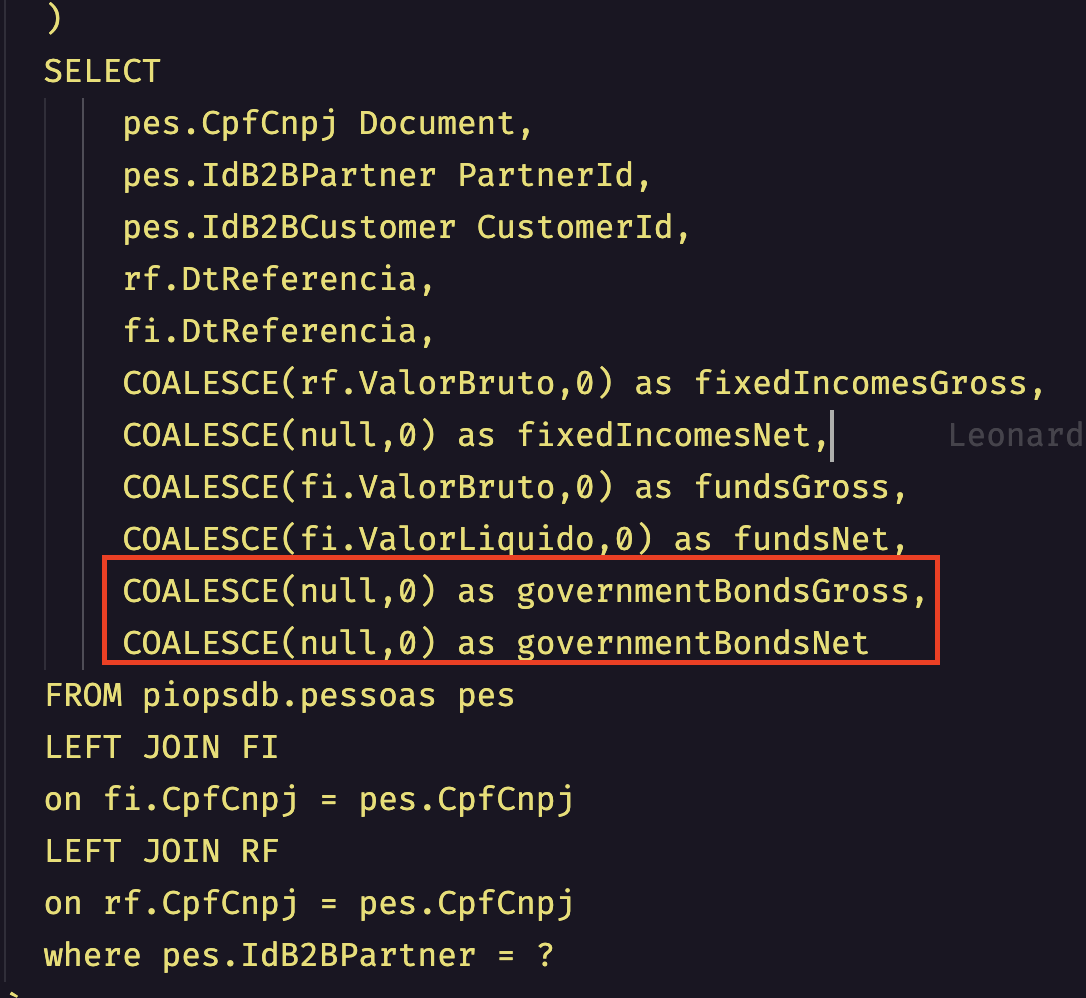 )
SELECT
pes.CpfCnpj Document,
pes.IdB2BPartner PartnerId,
pes.IdB2BCustomer CustomerId,
rf.DtReferencia,
fi.DtReferencia,
COALESCE(rf.ValorBruto,0) as fixedIncomesGross,
COALESCE(null,0) as fixedIncomesNet, Leonard
COALESCE(fi.ValorBruto,0) as fundsGross,
COALESCE(fi.ValorLiquido,0) as fundsNet,
COALESCE(null,0) as governmentBondsGross,
COALESCE(null,0) as governmentBondsNet
FROM piopsdb.pessoas pes
LEFT JOIN FI
on fi.CpfCnpj = pes.CpfCnpj
LEFT JOIN RF
on rf.CpfCnpj = pes.CpfCnpj
where pes.IdB2BPartner = ?